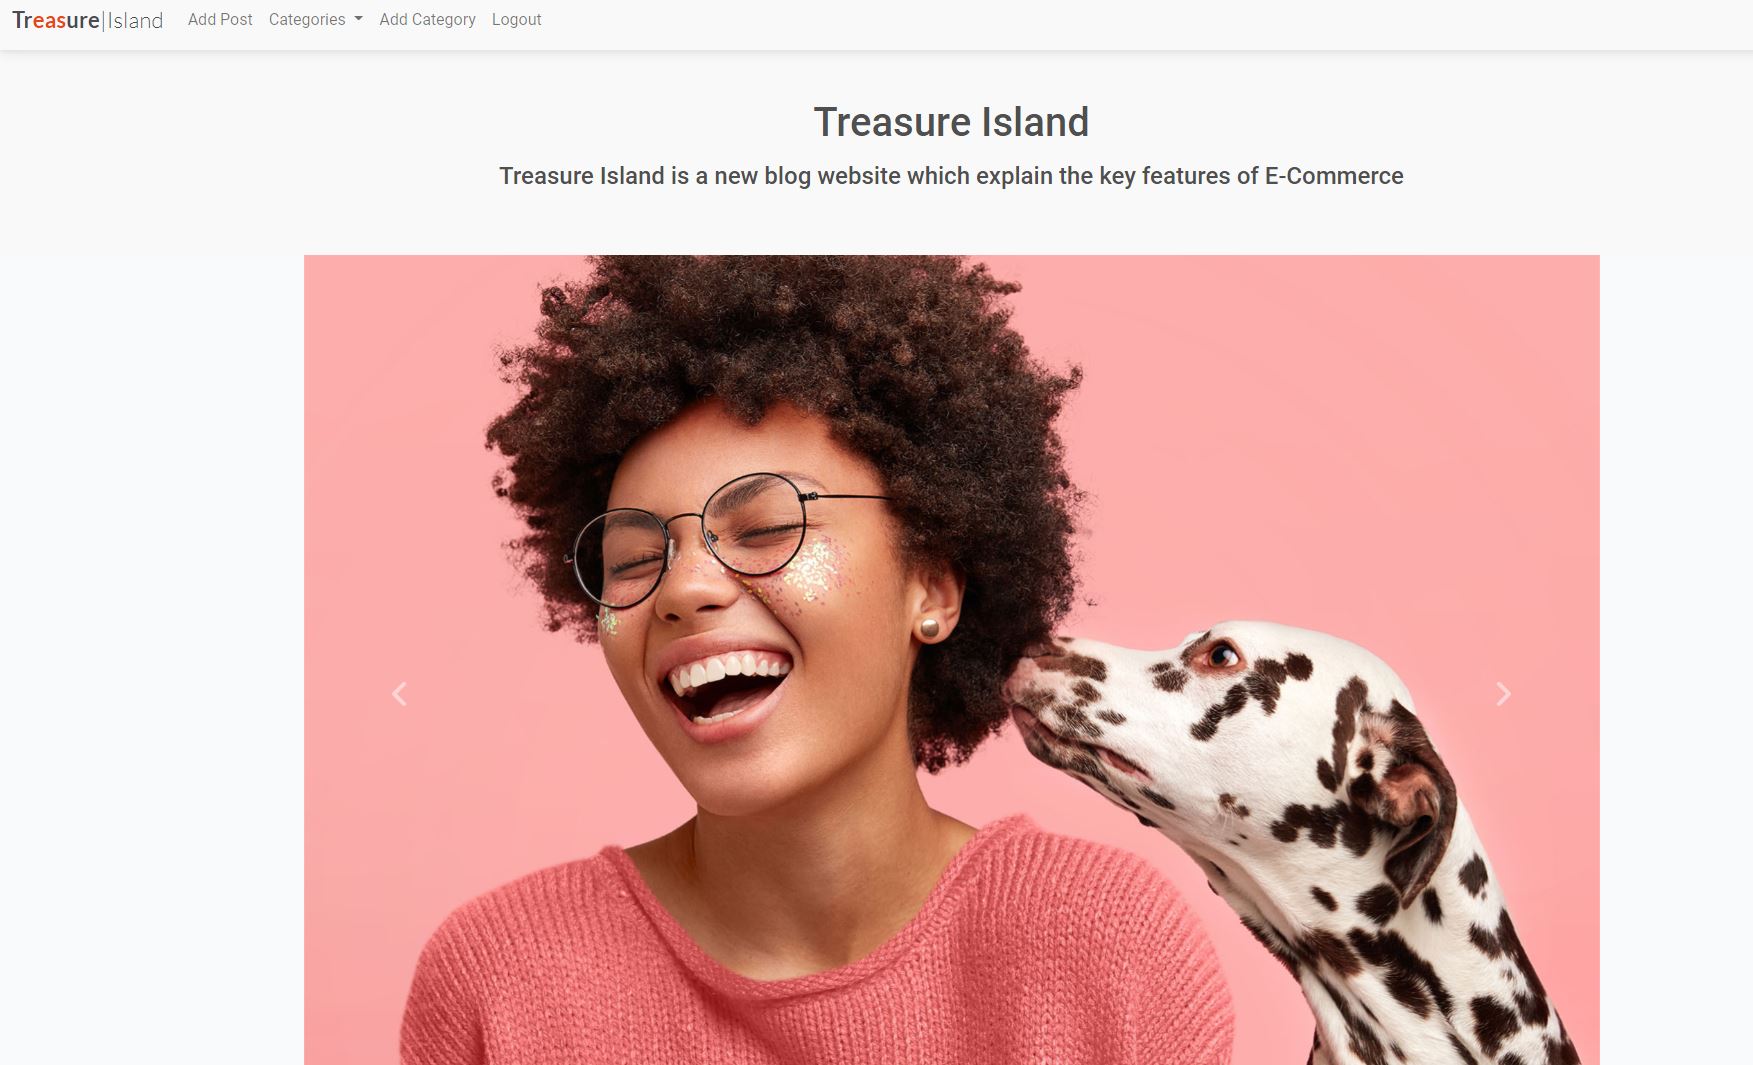 Treasure|Island Add Post Categories Add Category Logout
Treasure Island
Treasure Island is a new blog website which explain the key features of E-Commerce